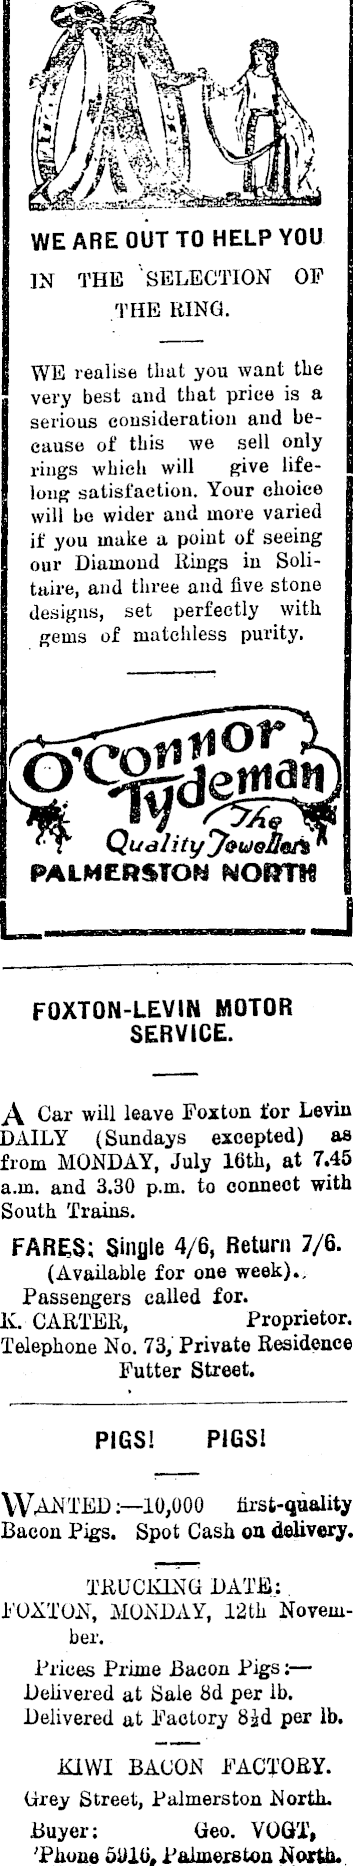 WE ARE OUT TO HELP YOU
IN THE SELECTION OF
THE RING.
WE realise that you want the
very best and that price is a
serious consideration and be-
cause of this we sell only
rings which will give life-
long satisfaction. Your choice
will be wider and more varied
if you make a point of seeing
our Diamond Rings in Soli-
taire, and three and five stone
designs, set perfectly with
gems of matchless purity.
O'Connor
Tydeman
The
Quality Jewellers
PALMERSTON NORTH
FOXTON-LEVIN MOTOR
SERVICE.
A Car will leave Foxton for Levin
DAILY (Sundays excepted) as
from MONDAY, July 16th, at 7.45
a.m. and 3.30 p.m. to connect with
South Trains.
FARES: Single 4/6, Return 7/6.
(Available for one week).
Passengers called for.
K. CARTER, Proprietor.
Telephone No. 73, Private Residence
Futter Street.
PIGS! PIGS!
WANTED:—10,000 first-quality
Bacon Pigs. Spot Cash on delivery.
TRUCKING DATE:
FOXTON, MONDAY, 12th Novem-
ber.
Prices Prime Bacon Pigs:—
Delivered at Sale 8d per lb.
Delivered at Factory 8½d per lb.
KIWI BACON FACTORY.
Grey Street, Palmerston North.
Buyer: Geo. VOGT,
'Phone 5916, Palmerston North.